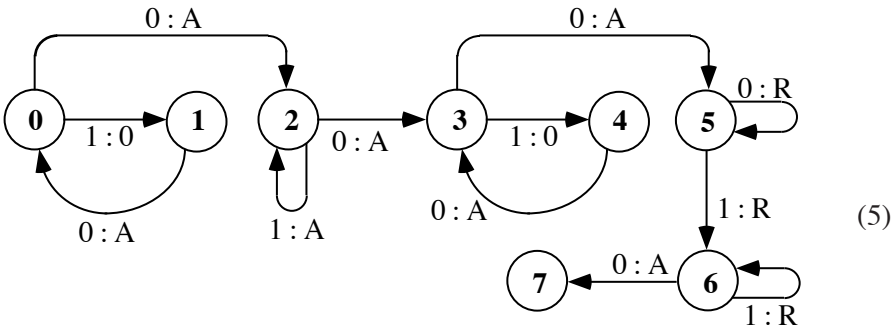 0 : A 0 : A
0 1 2 3 4 5 0 : R
1 : 0 0 : A 1 : 0
0 : A 1 : A 0 : A 1 : R (5)
7 0 : A 6 1 : R